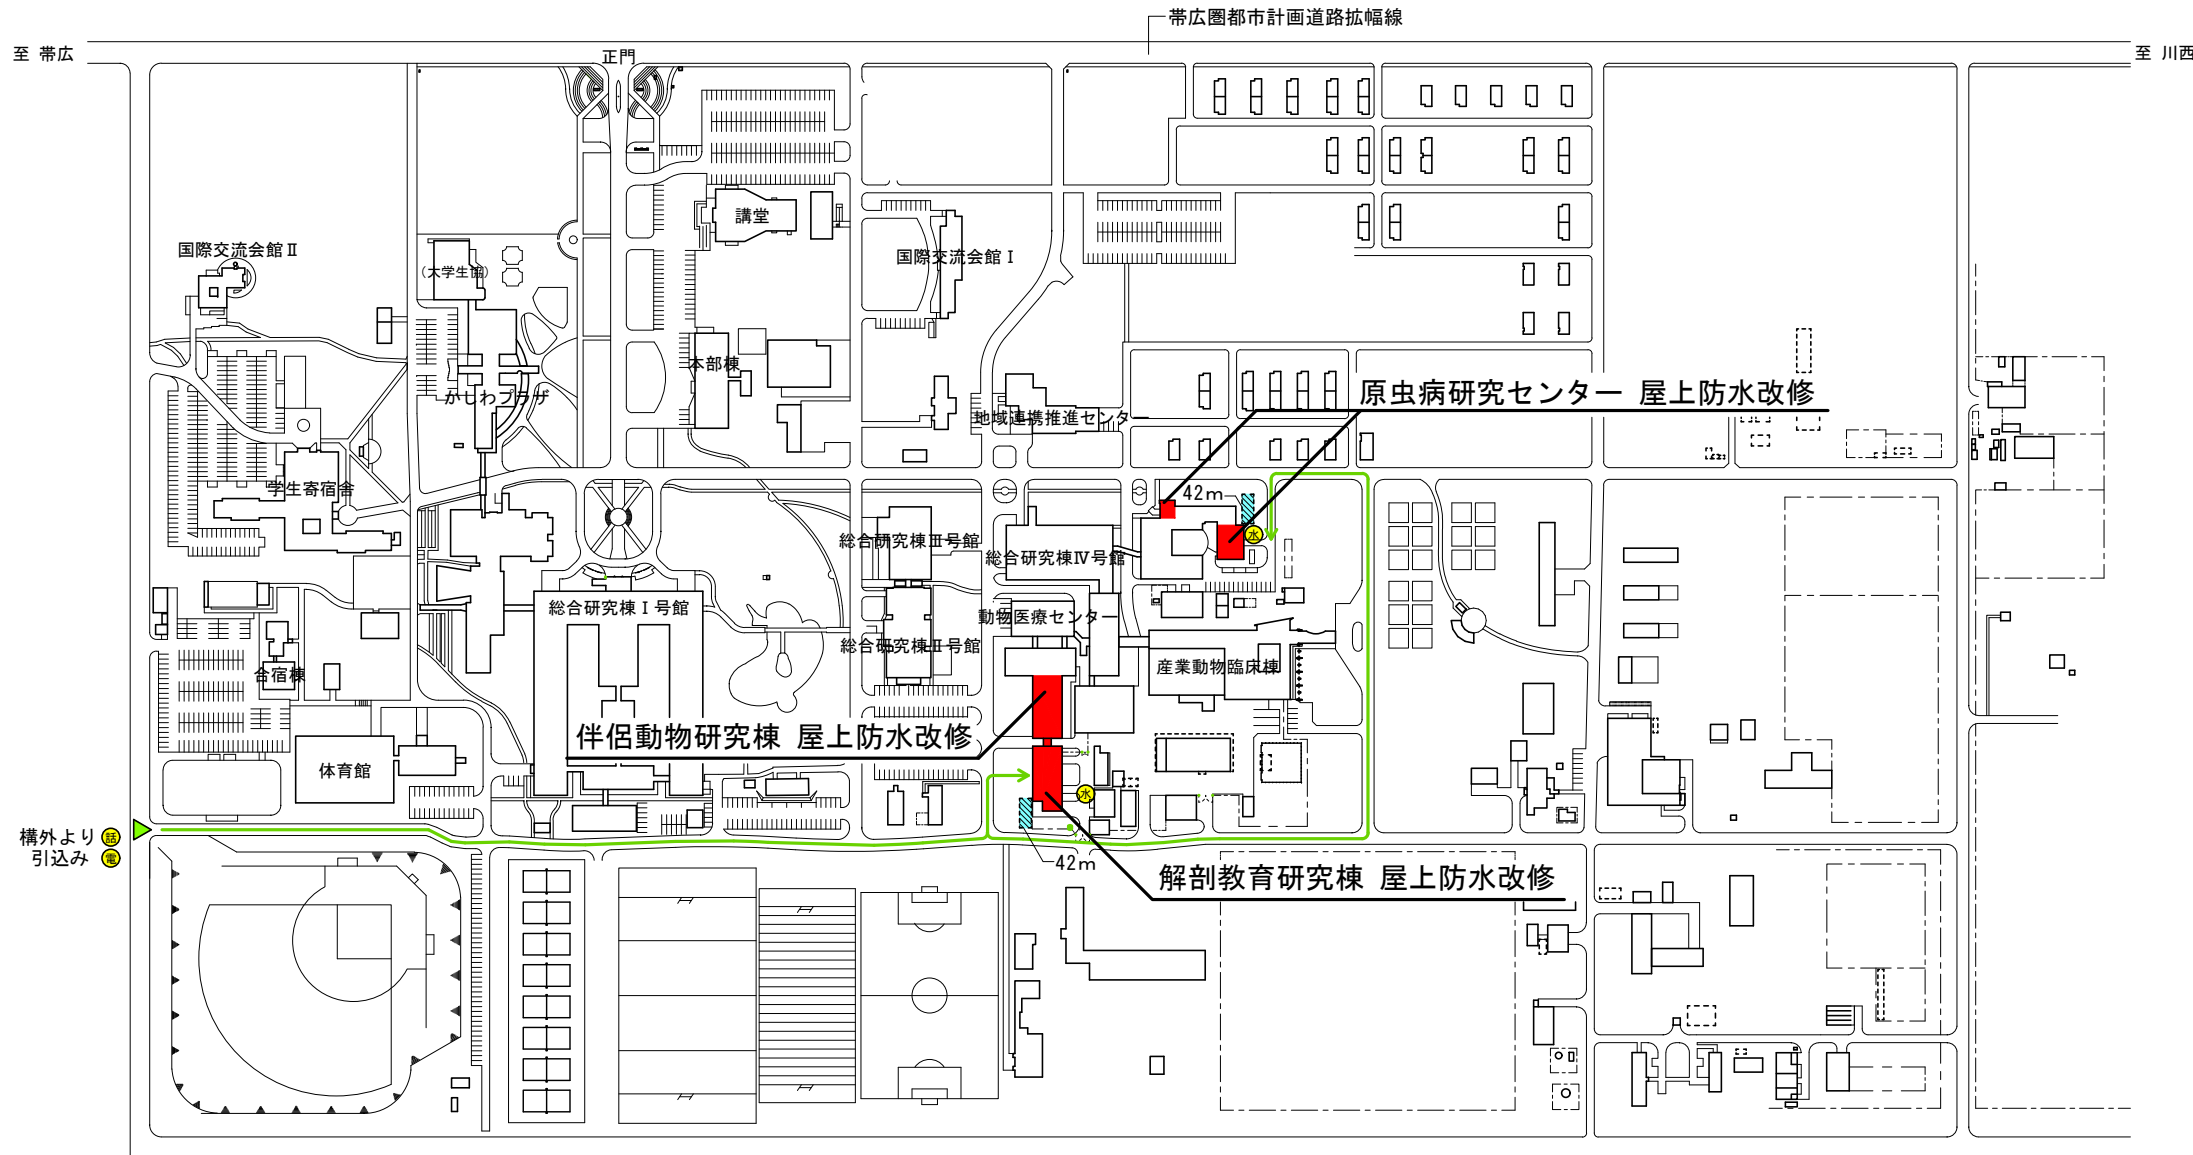 帯広圏都市計画道路拡幅線
至 帯広
正門
至 川西
講堂
国際交流会館Ⅱ
国際交流会館Ⅰ
(大学生協)
本部棟
かしわプラザ
原虫病研究センター 屋上防水改修
地域連携推進センター
学生寄宿舎
42m
水
総合研究棟Ⅲ号館
総合研究棟Ⅳ号館
総合研究棟Ⅰ号館
動物医療センター
総合研究棟Ⅱ号館
産業動物臨床棟
合宿棟
伴侶動物研究棟 屋上防水改修
体育館
水
構外より 話
引込み 電
42m
解剖教育研究棟 屋上防水改修